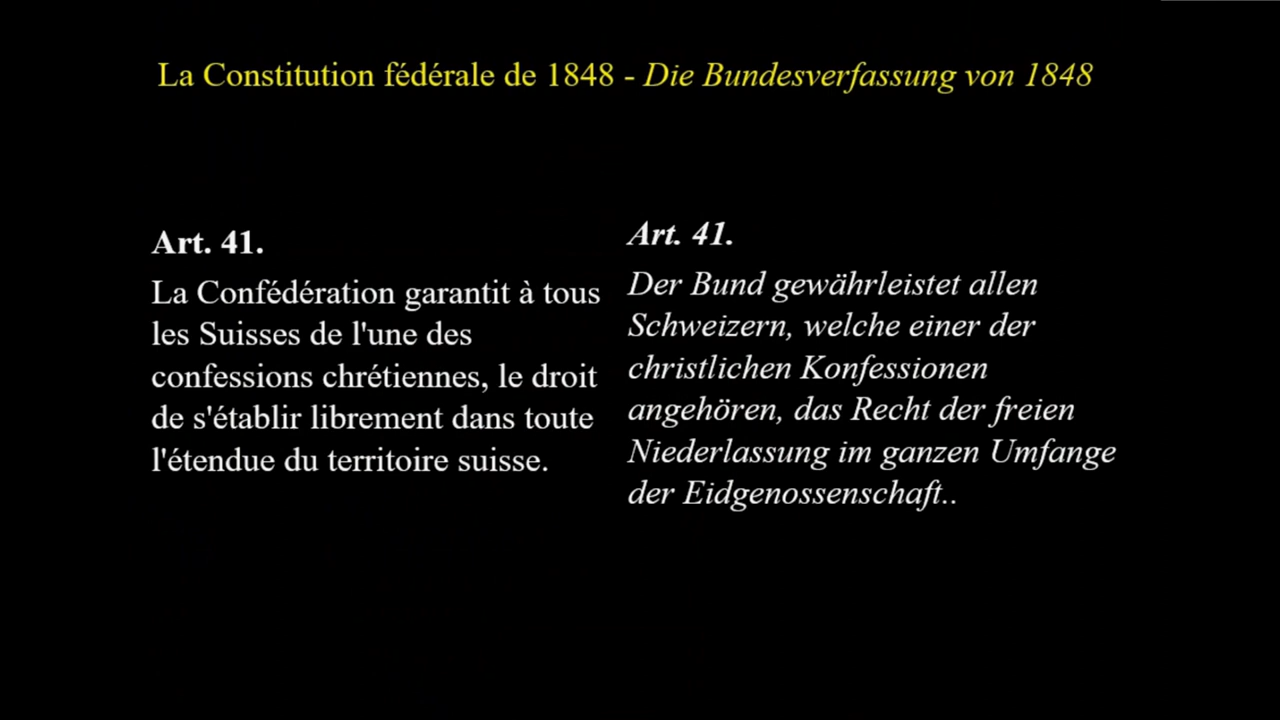 La Constitution fédérale de 1848 - Die Bundesverfassung von 1848
Art. 41.
La Confédération garantit à tous
les Suisses de l'une des
confessions chrétiennes, le droit
de s'établir librement dans toute
l'étendue du territoire suisse.
Art. 41.
Der Bund gewährleistet allen
Schweizern, welche einer der
christlichen Konfessionen
angehören, das Recht der freien
Niederlassung im ganzen Umfange
der Eidgenossenschaft..